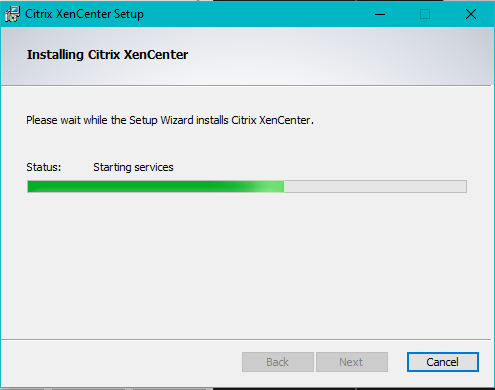 Citrix XenCenter Setup
Installing Citrix XenCenter
Please wait while the Setup Wizard installs Citrix XenCenter.
Status: Starting services
Back Next Cancel